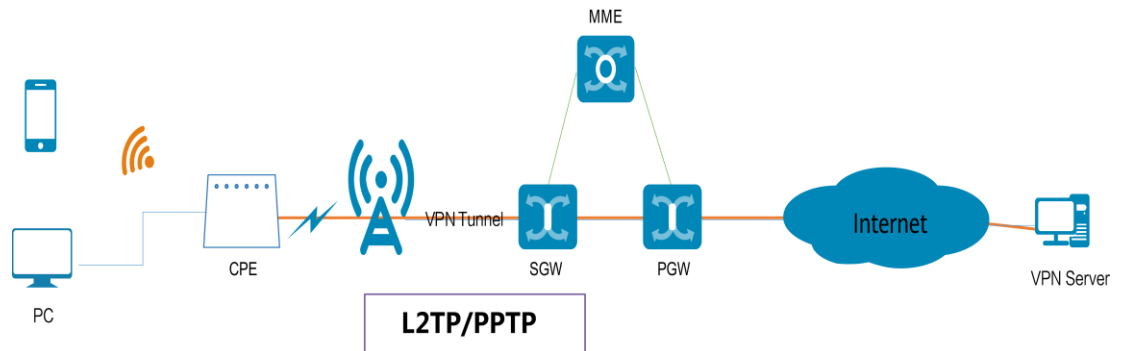 MME
VPN Tunnel
Internet
CPE
SGW
PGW
VPN Server
PC
L2TP/PPTP